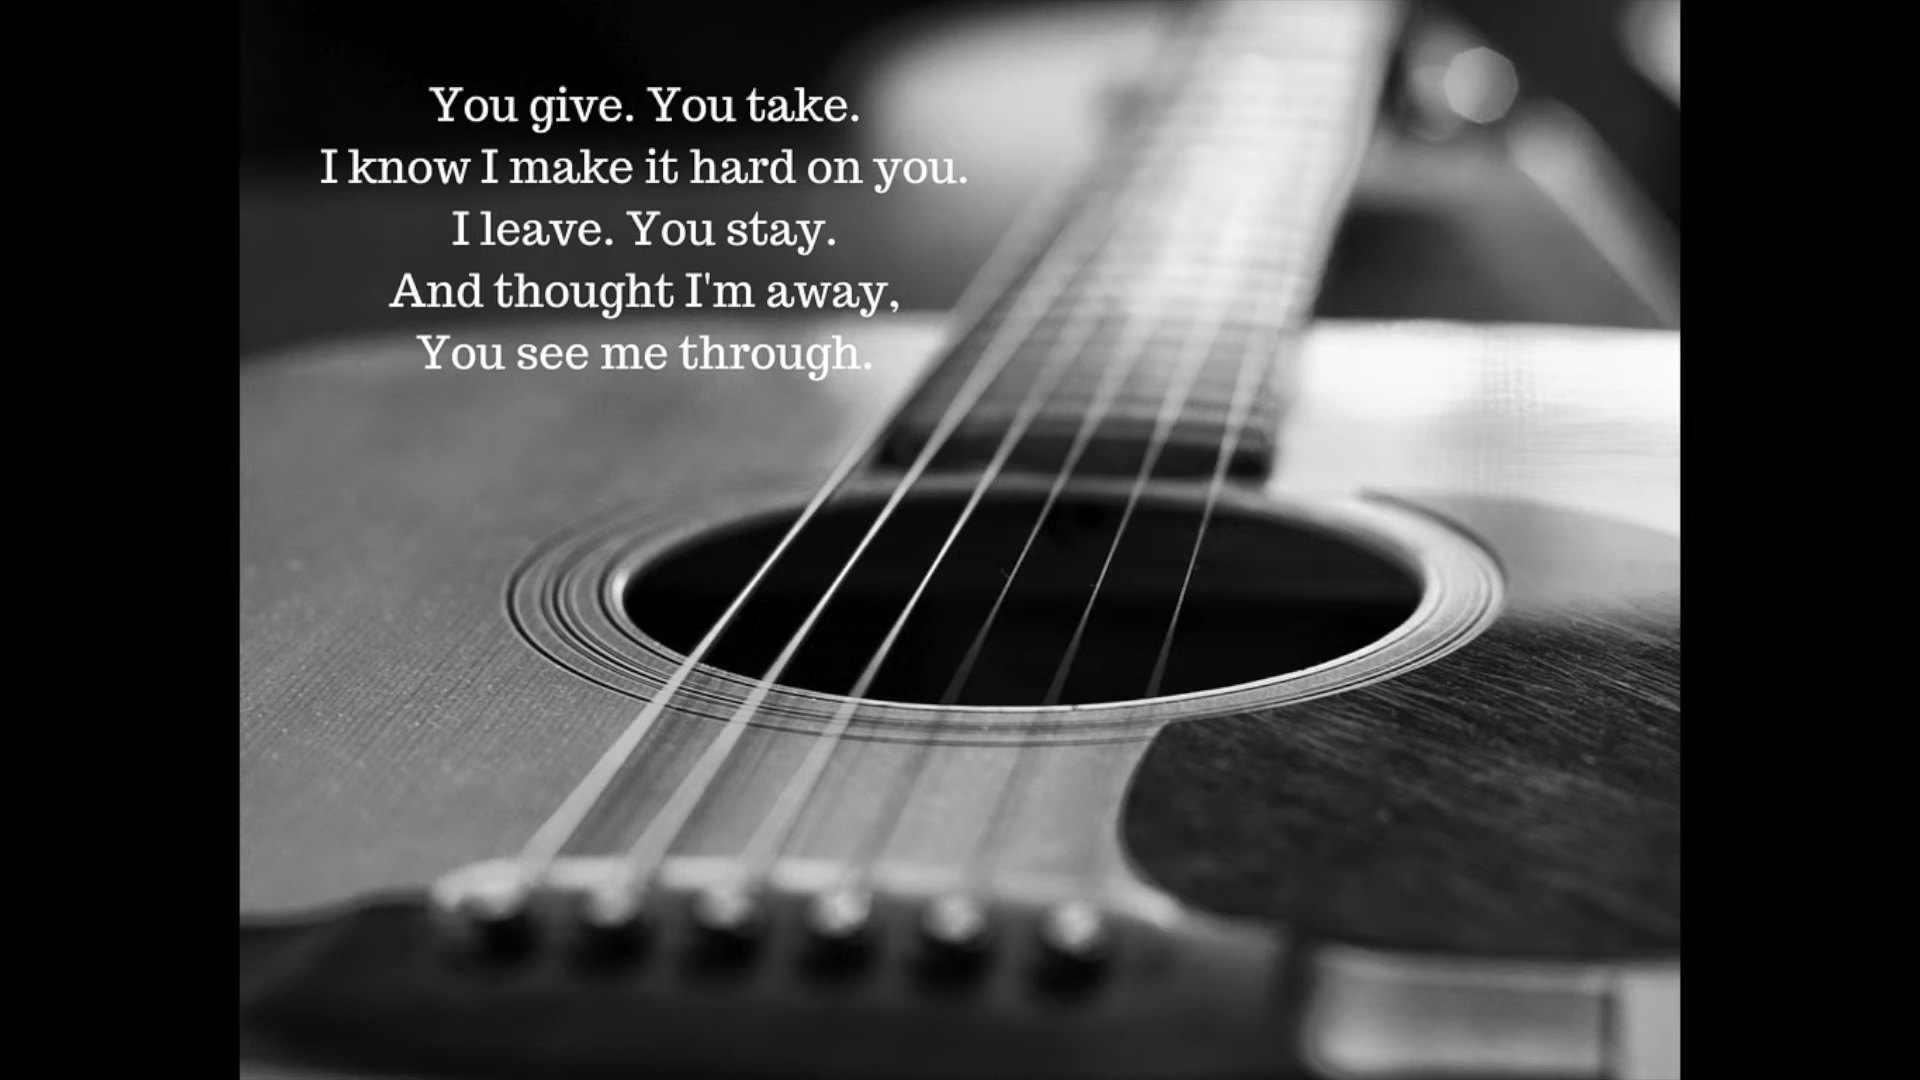 You give. You take.
I know I make it hard on you.
I leave. You stay.
And thought I'm away,
You see me through.